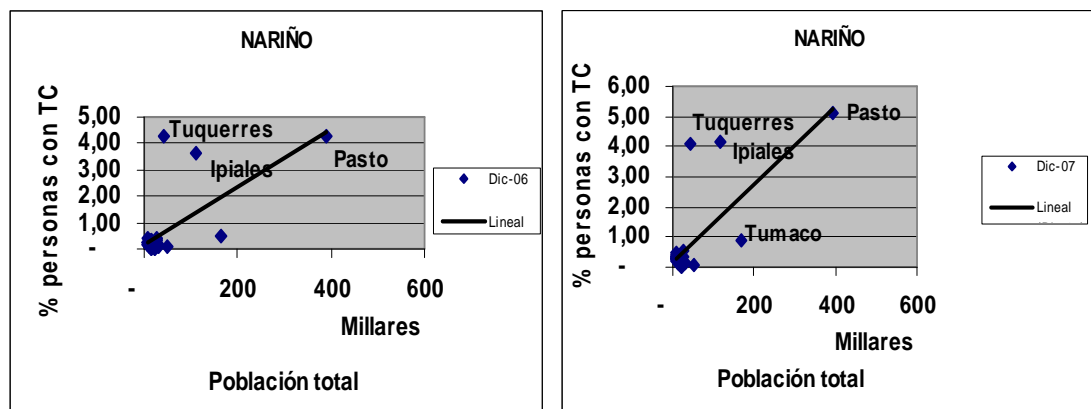 NARIÑO
% personas con TC
5,00
4,00
3,00
2,00
1,00
-
Tuquerres
Ipiales
Pasto
- 200 400 600
Millares
Población total
Dic-06
Lineal
NARIÑO
% personas con TC
6,00
5,00
4,00
3,00
2,00
1,00
-
Pasto
Tuquerres
Ipiales
Tumaco
- 200 400 600
Millares
Población total
Dic-07
Lineal